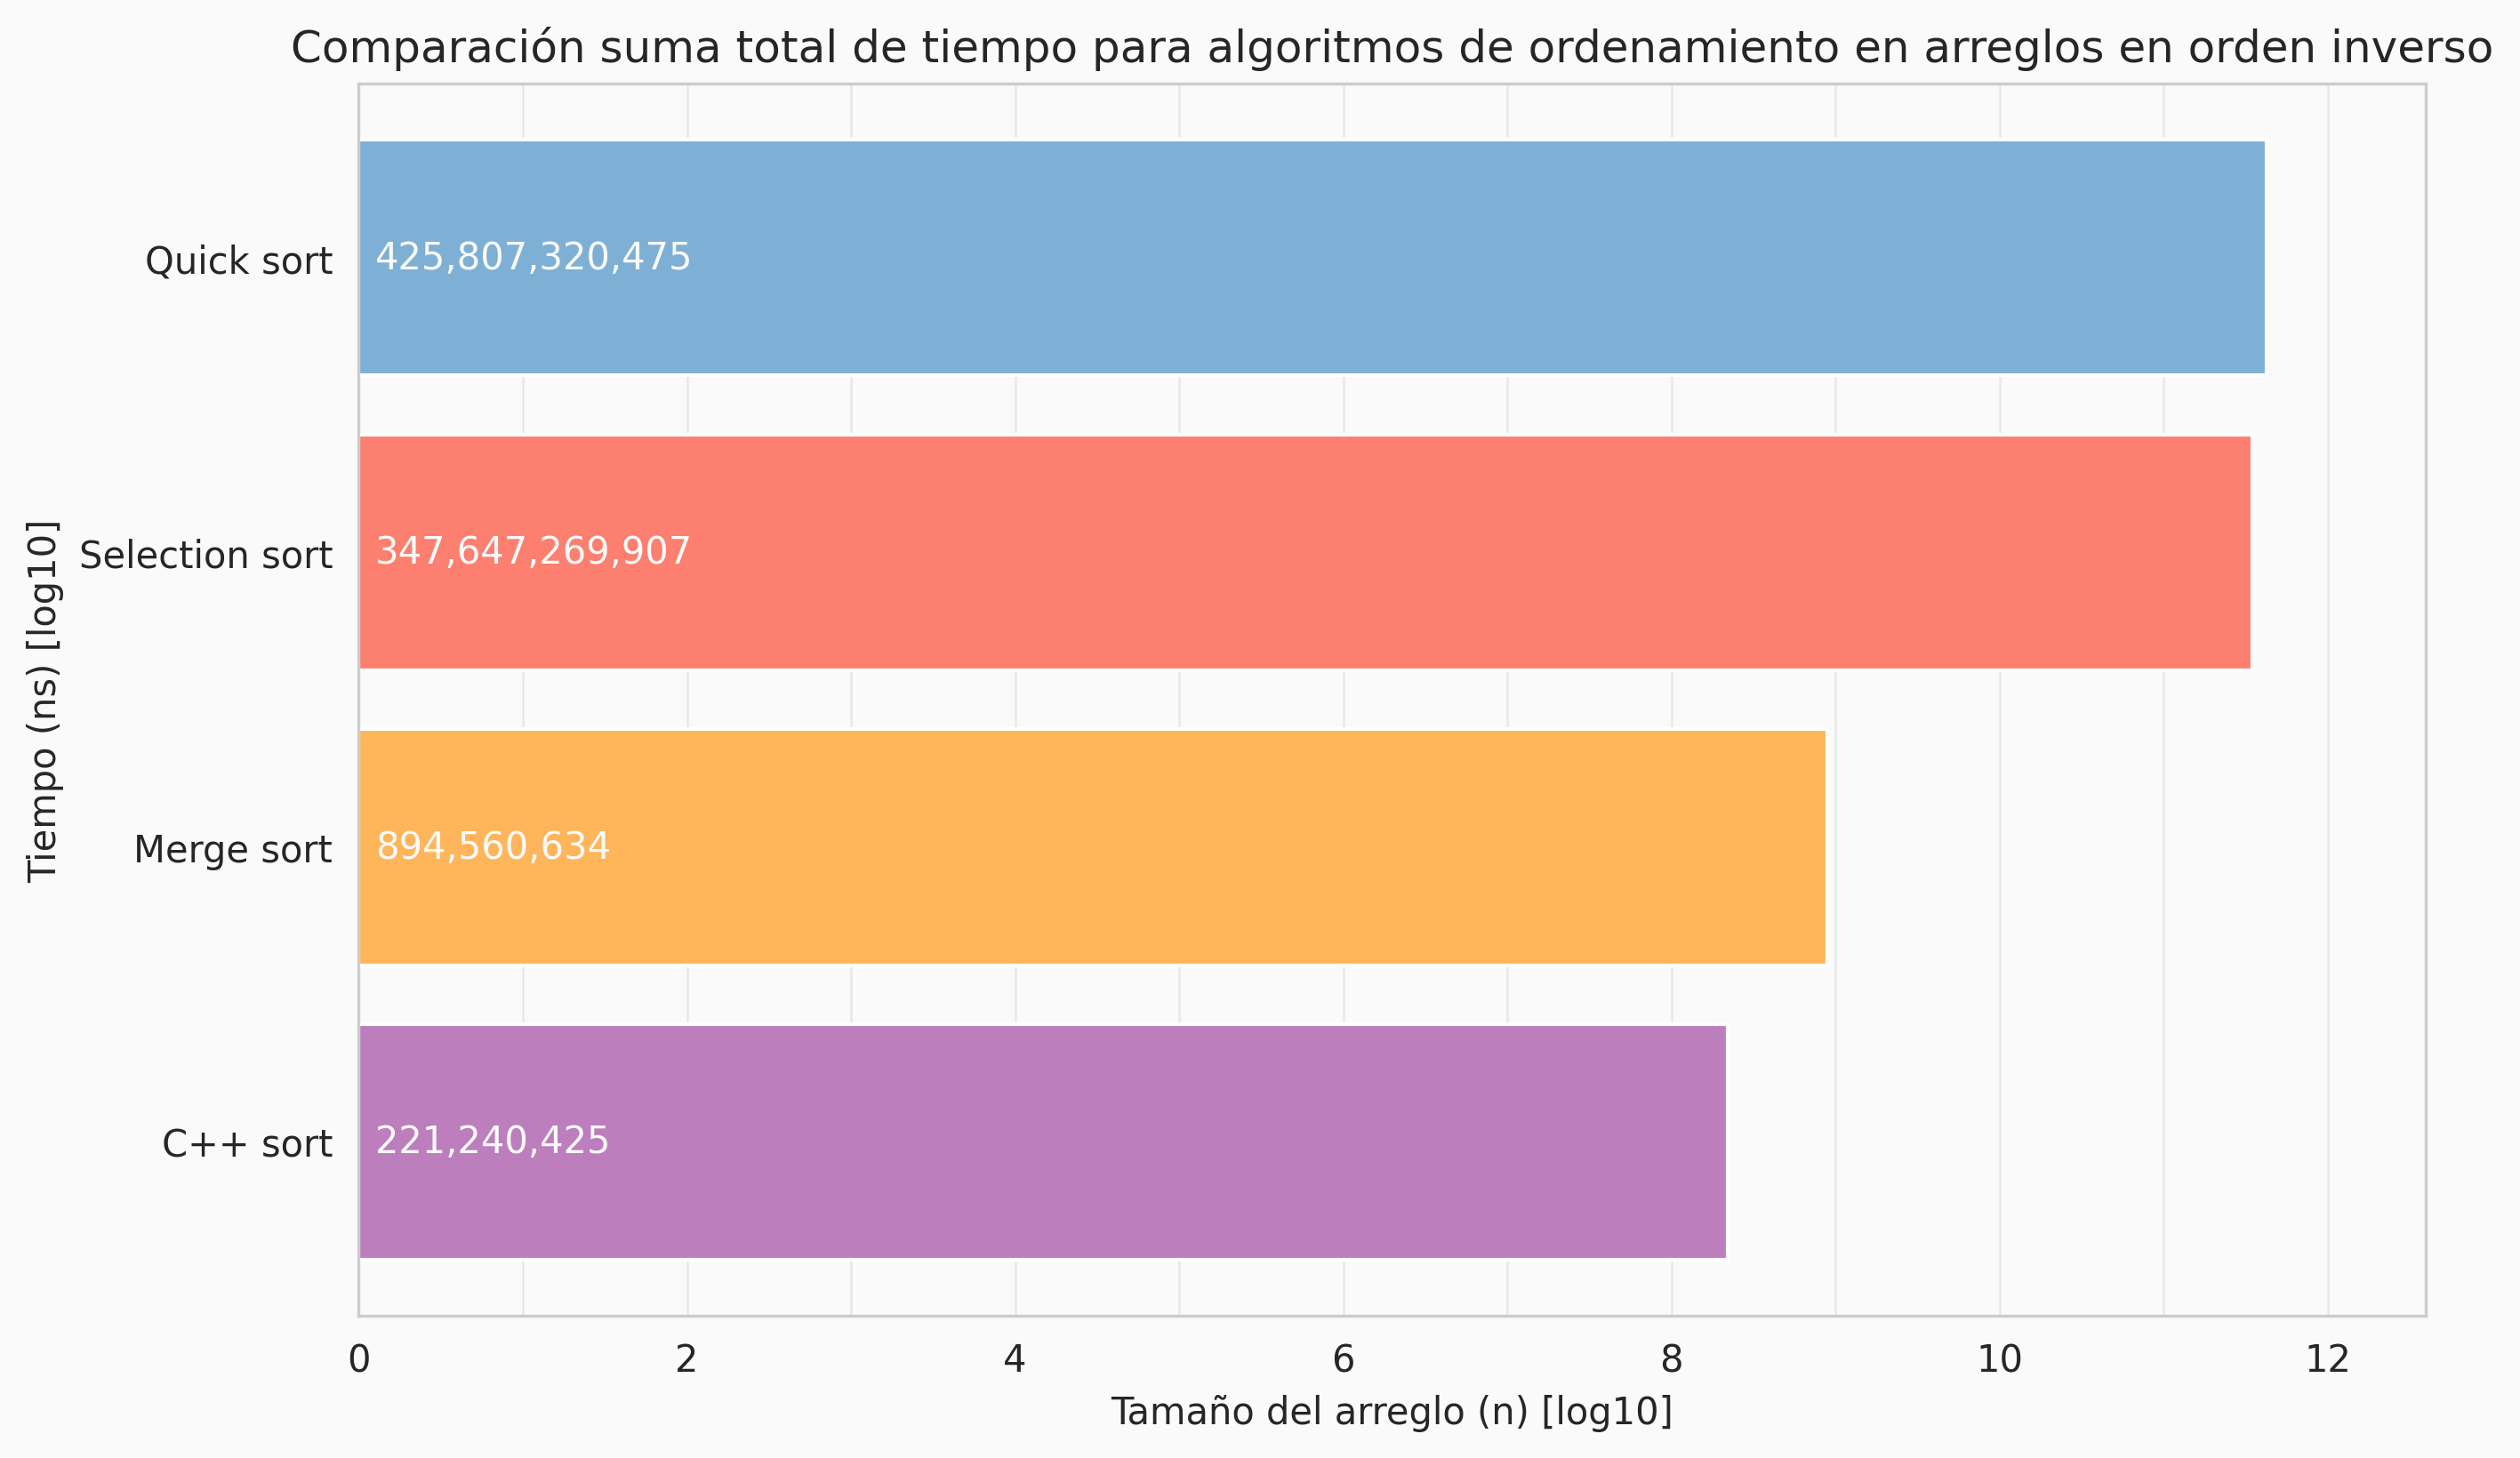 Comparación suma total de tiempo para algoritmos de ordenamiento en arreglos en orden inverso
Tiempo (ns) [log10]
Quick sort
425,807,320,475
Selection sort
347,647,269,907
Merge sort
894,560,634
C++ sort
221,240,425
0 2 4 6 8 10 12
Tamaño del arreglo (n) [log10]